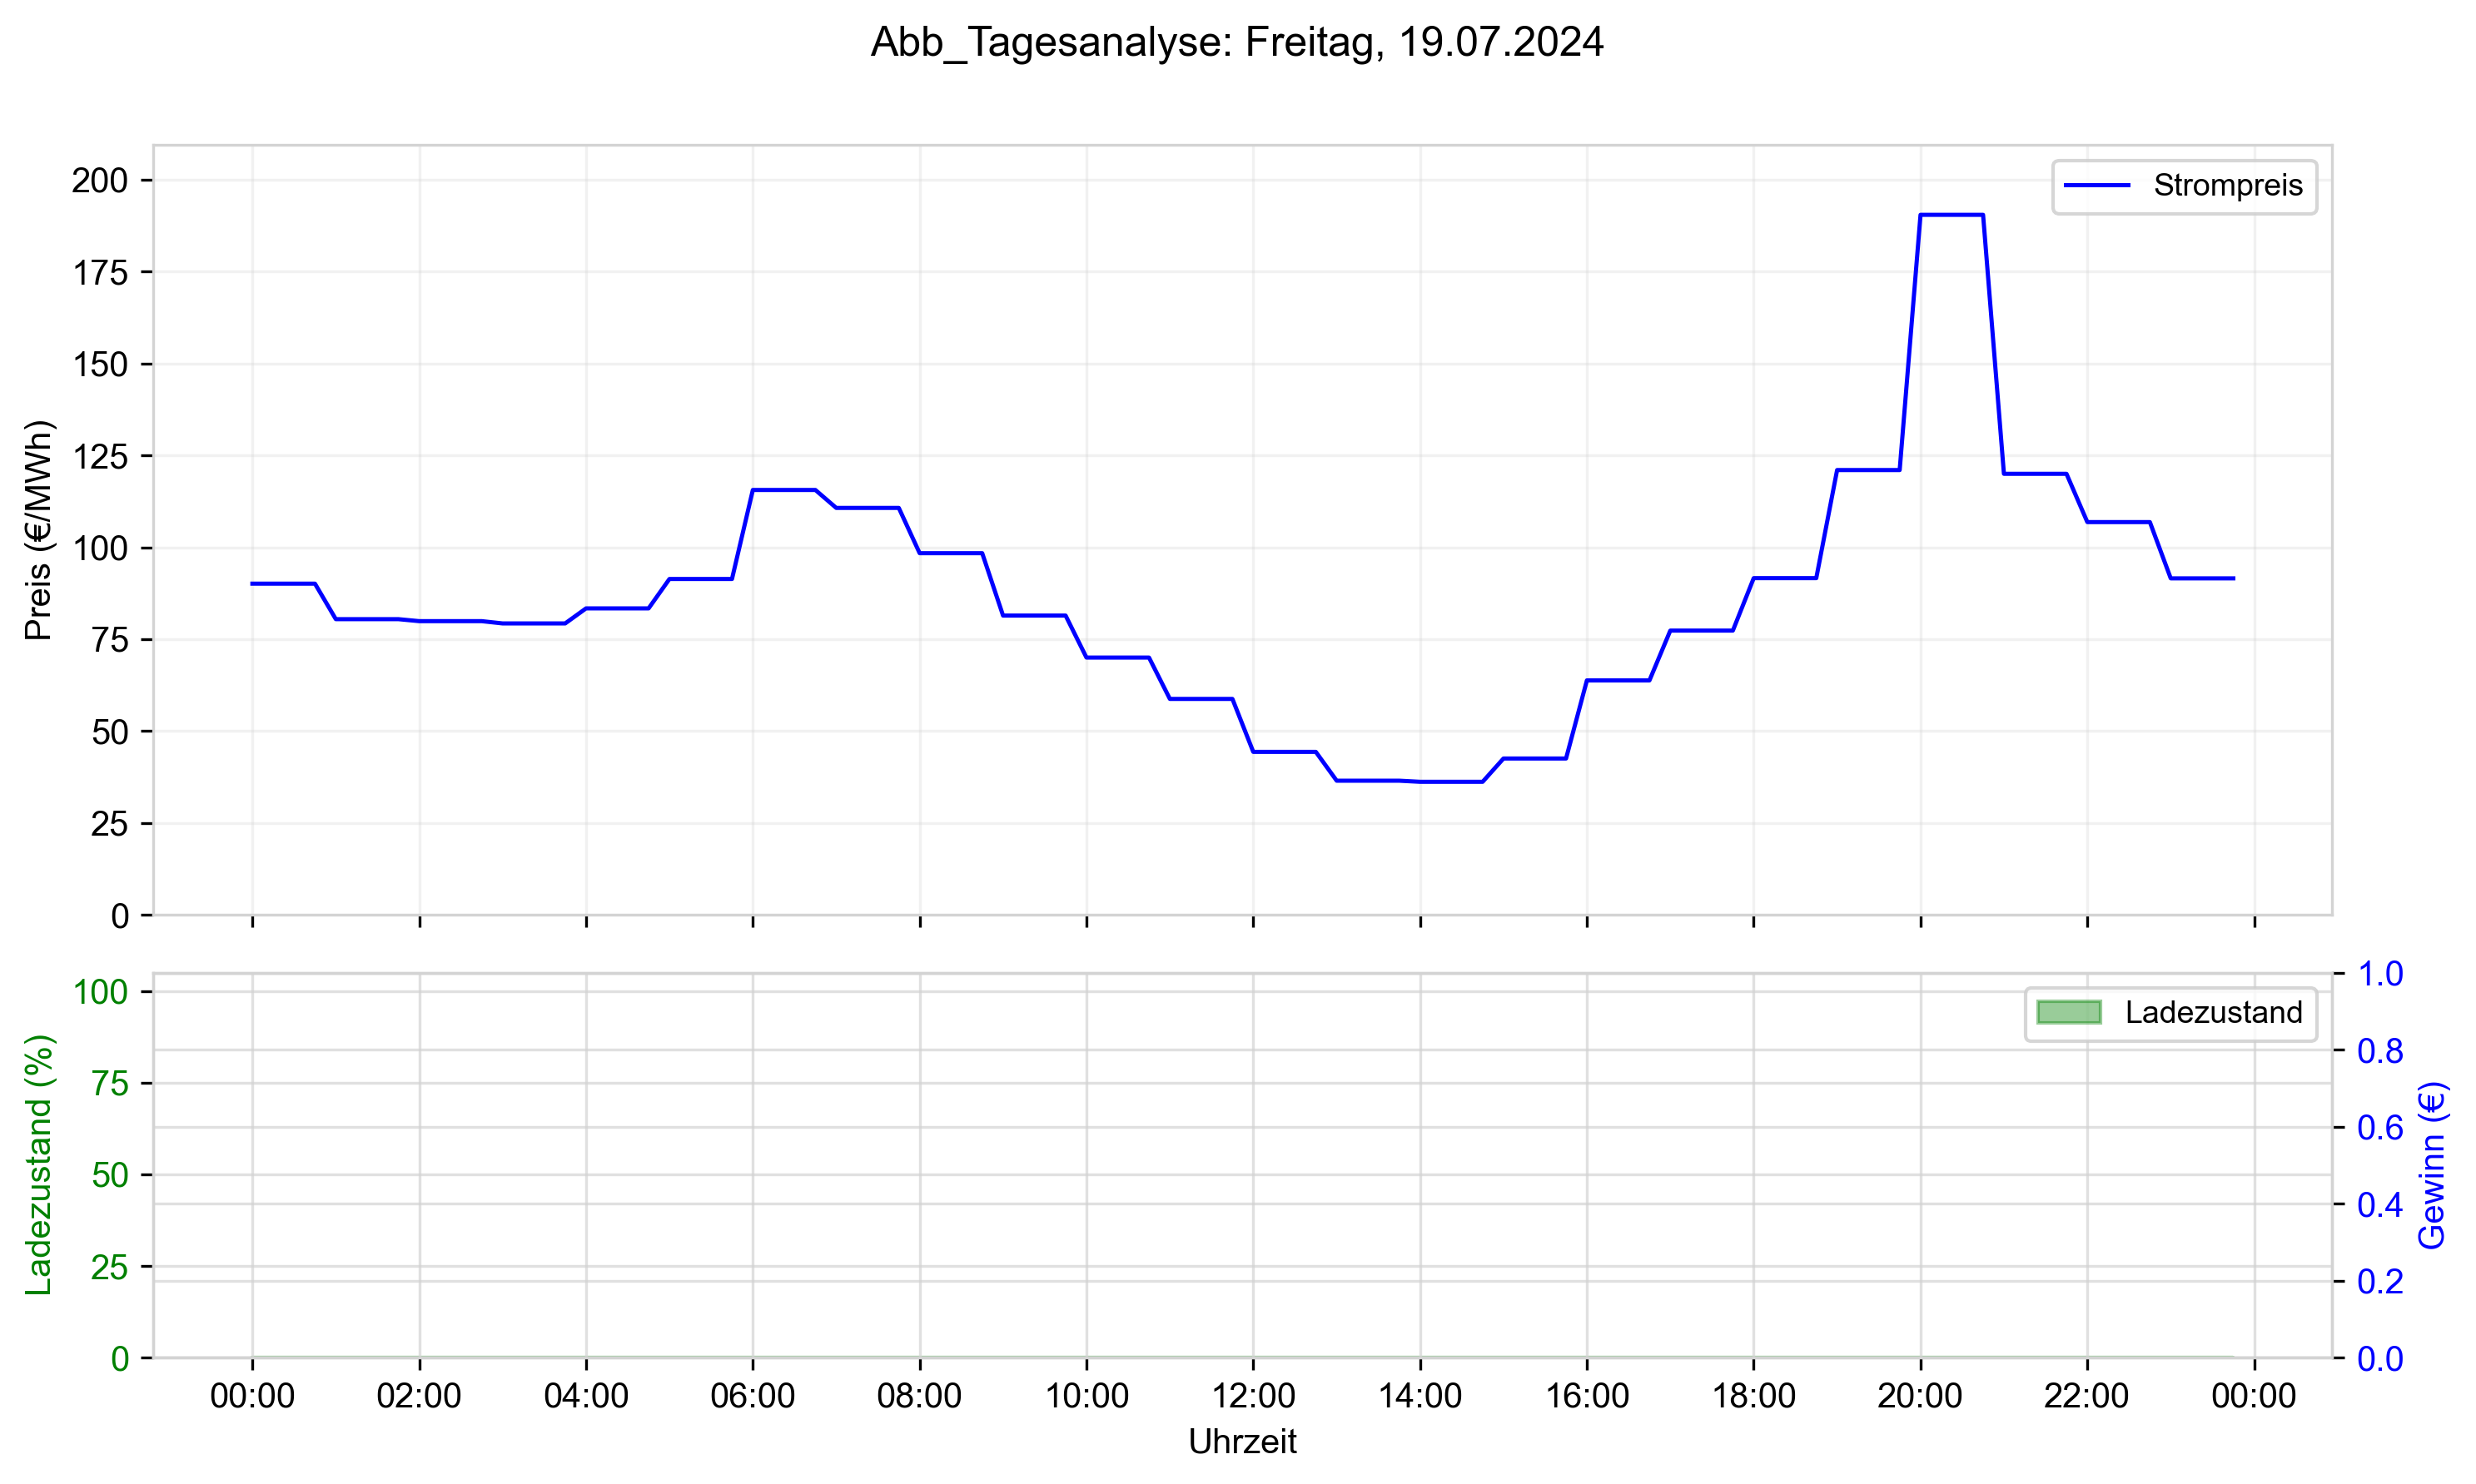 Abb_Tagesanalyse: Freitag, 19.07.2024
Preis (€/MWh)
200
175
150
125
100
75
50
25
0
Strompreis
Ladezustand (%)
100
75
50
25
0
Ladezustand
Gewinn (€)
1.0
0.8
0.6
0.4
0.2
0.0
00:00 02:00 04:00 06:00 08:00 10:00 12:00 14:00 16:00 18:00 20:00 22:00 00:00
Uhrzeit